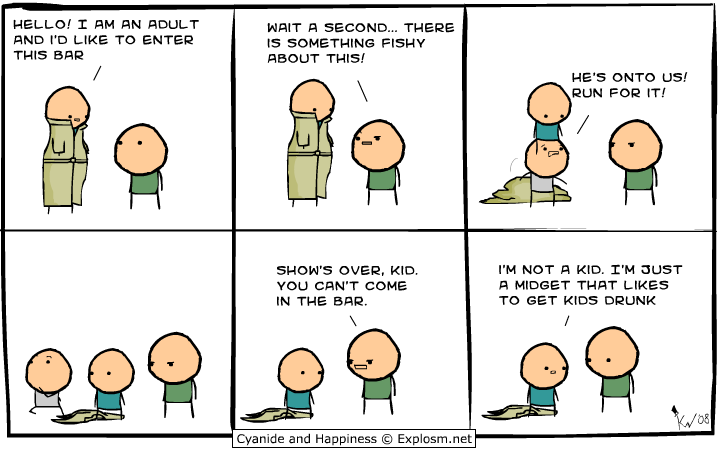 HELLO! I AM AN ADULT
AND I'D LIKE TO ENTER
THIS BAR
WAIT A SECOND... THERE
IS SOMETHING FISHY
ABOUT THIS!
HE'S ONTO US!
RUN FOR IT!
SHOW'S OVER, KID.
YOU CAN'T COME
IN THE BAR.
I'M NOT A KID. I'M JUST
A MIDGET THAT LIKES
TO GET KIDS DRUNK
Cyanide and Happiness © Explosm.net